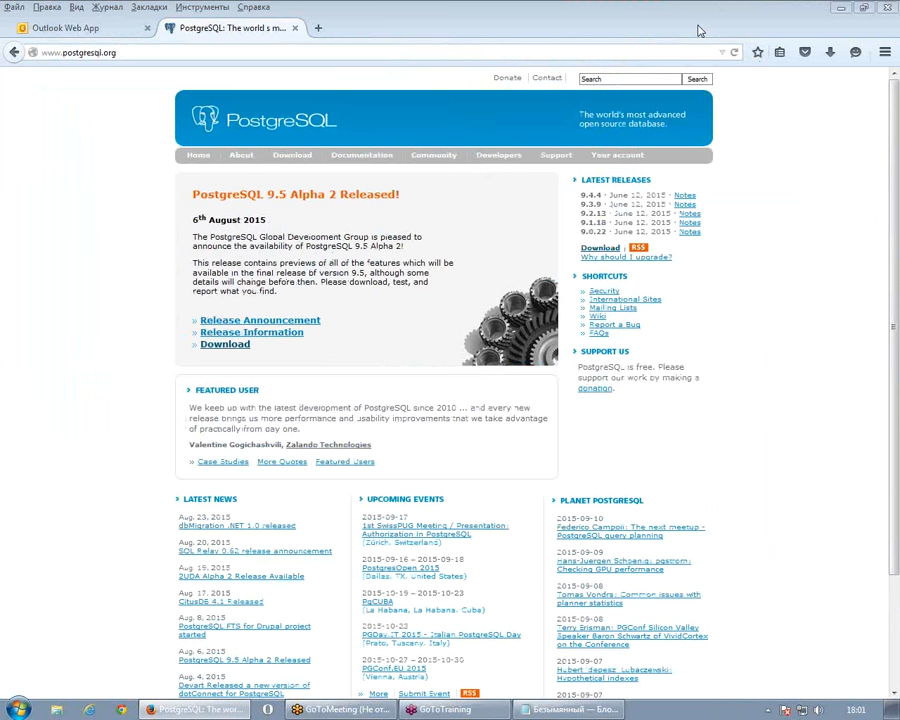 Файл Правка Вид Журнал Закладки Инструменты Справка
Outlook Web App
PostgreSQL: The world s m...
www.postgresql.org
Donate | Contact
Search
Search
PostgreSQL
The world's most advanced
open source database.
Home About Download Documentation Community Developers Support Your account
PostgreSQL 9.5 Alpha 2 Released!
6th August 2015
The PostgreSQL Global Development Group is pleased to
announce the availability of PostgreSQL 9.5 Alpha 2!
This release contains previews of all of the features which will be
available in the final release of version 9.5, although some
details will change before then. Please download, test, and
report what you find.
» Release Announcement
» Release Information
» Download
LATEST RELEASES
9.4.4 · June 12, 2015 · Notes
9.3.9 · June 12, 2015 · Notes
9.2.13 · June 12, 2015 · Notes
9.1.18 · June 12, 2015 · Notes
9.0.22 · June 12, 2015 · Notes
Download | RSS
Why should I upgrade?
SHORTCUTS
» Security
» International Sites
» Mailing Lists
» Wiki
» Report a Bug
» FAQs
SUPPORT US
PostgreSQL is free. Please
support our work by making a
donation.
FEATURED USER
We keep up with the latest development of PostgreSQL since 2010 ... and every new
release brings us more performance and usability improvements that we take advantage
of practically from day one.
Valentine Gogichashvili, Zalando Technologies
» Case Studies More Quotes Featured Users
LATEST NEWS
Aug. 23, 2015
dbMigration .NET 1.0 released
Aug. 20, 2015
SQL Relay 0.62 release announcement
Aug. 19, 2015
2UDA Alpha 2 Release Available
Aug. 17, 2015
CitusDB 4.1 Released
Aug. 8, 2015
PostgreSQL FTS for Drupal project
started
Aug. 6, 2015
PostgreSQL 9.5 Alpha 2 Released
Aug. 4, 2015
Devart Released a new version of
dotConnect for PostgreSQL
UPCOMING EVENTS
2015-09-17
1st SwissPUG Meeting / Presentation:
Authorization in PostgreSQL
(Zürich, Switzerland)
2015-09-16 – 2015-09-18
PostgresOpen 2015
(Dallas, TX, United States)
2015-10-19 – 2015-10-23
PgCUBA
(La Habana, La Habana, Cuba)
2015-10-23
PGDay.IT 2015 - Italian PostgreSQL Day
(Prato, Tuscany, Italy)
2015-10-27 – 2015-10-30
PGConf.EU 2015
(Vienna, Austria)
» More Submit Event RSS
PLANET POSTGRESQL
2015-09-10
Federico Campoli: The next meetup -
PostgreSQL query planning
2015-09-09
Hans-Juergen Schoenig: pgstrom:
Checking GPU performance
2015-09-08
Tomas Vondra: Common issues with
planner statistics
2015-09-08
Terry Erisman: PGConf Silicon Valley
Speaker Baron Schwartz of VividCortex
on the Conference
2015-09-07
Hubert 'depesz' Lubaczewski:
Hypothetical indexes
2015-09-07
PostgreSQL: The wor...
GoToMeeting (Не от...
GoToTraining
Безымянный — Бло...
18:01